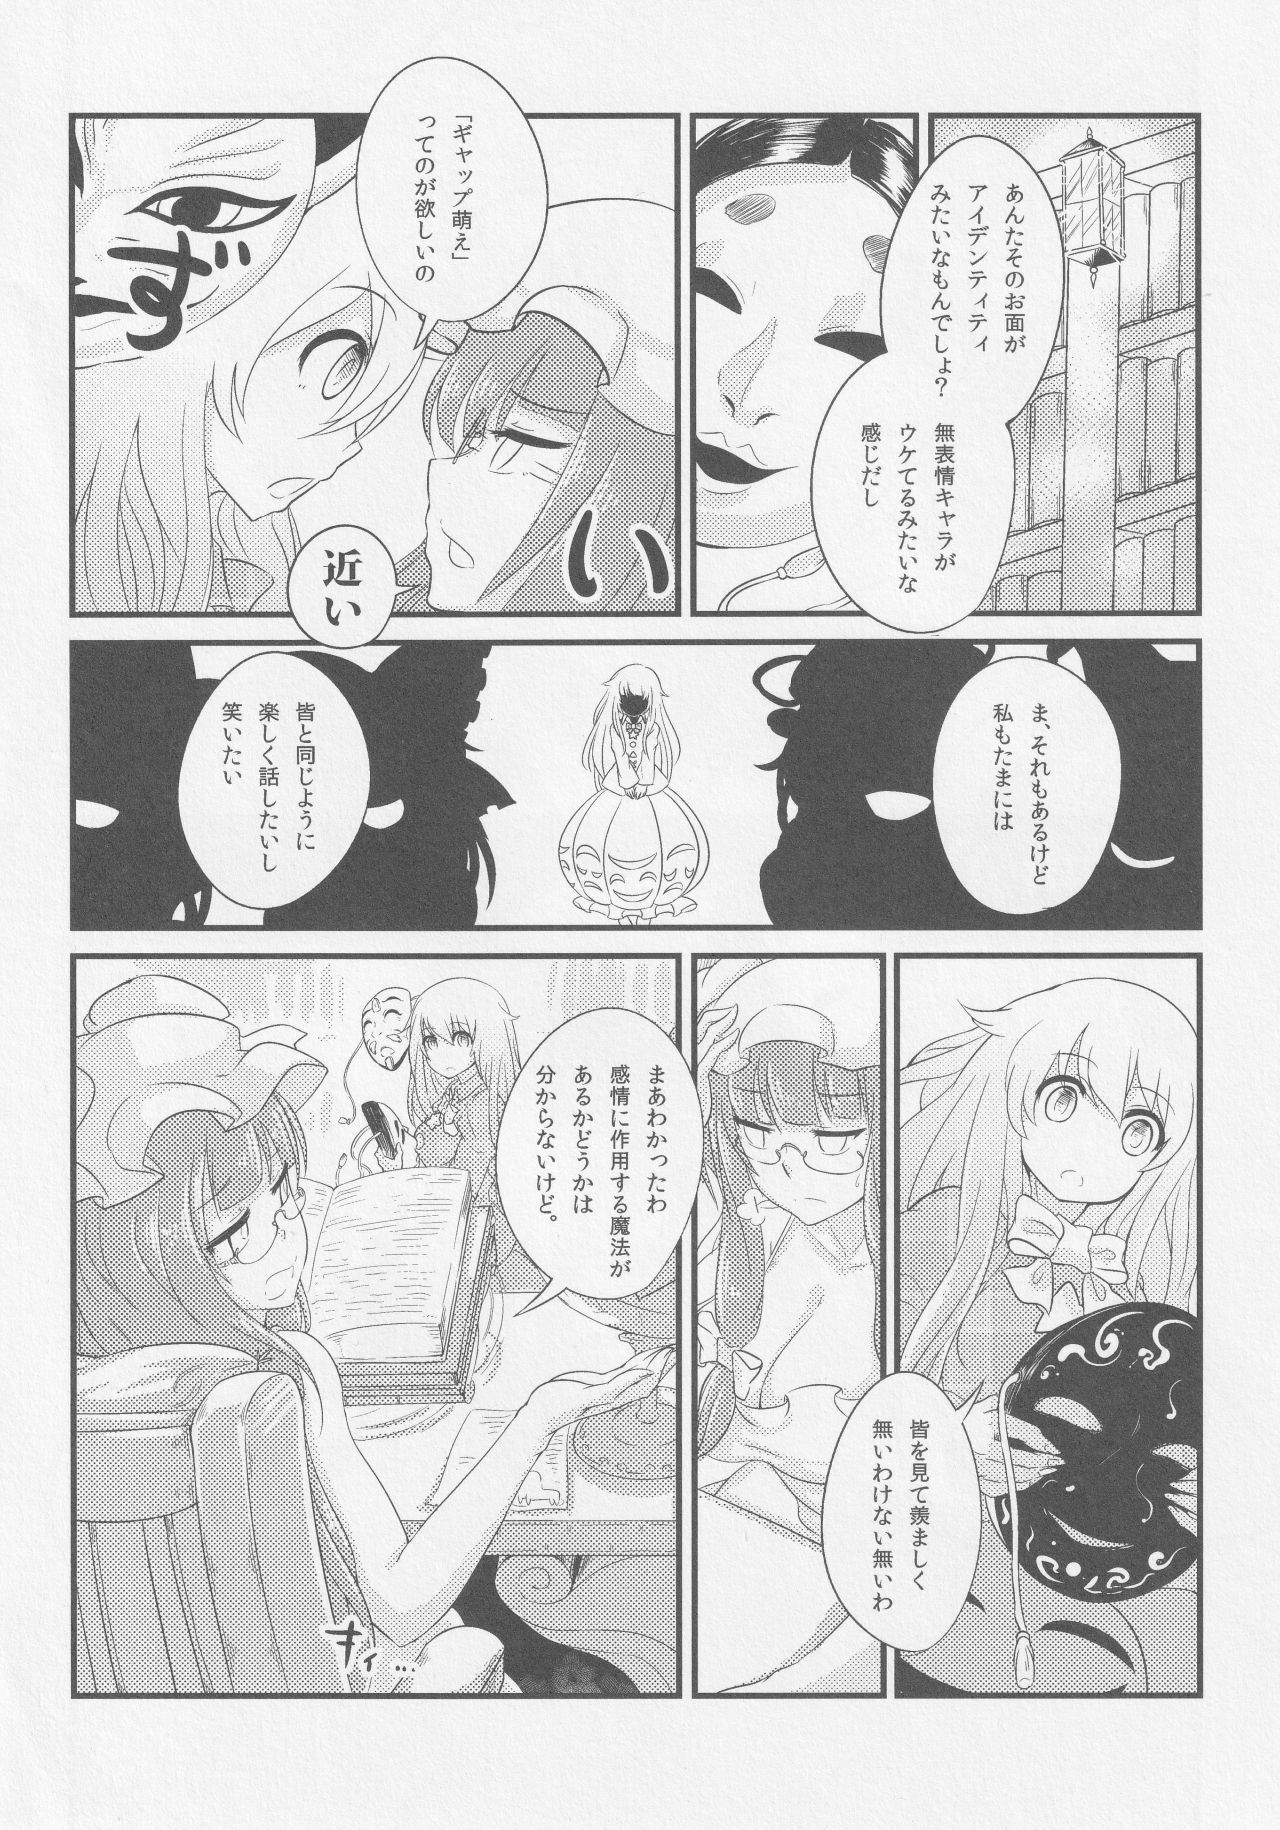 あんたそのお面が
アイデンティティ
みたいなもんでしょ？
無表情キャラが
ウケてるみたいな
感じだし
「ギャップ萌え」
ってのが欲しいの
ずい
近い
ま、それもあるけど
私もたまには
皆と同じように
楽しく話したいし
笑いたい
皆を見て羨ましく
無いわけない無いわ
まあわかったわ
感情に作用する魔法が
あるかどうかは
分からないけど。
キィ…